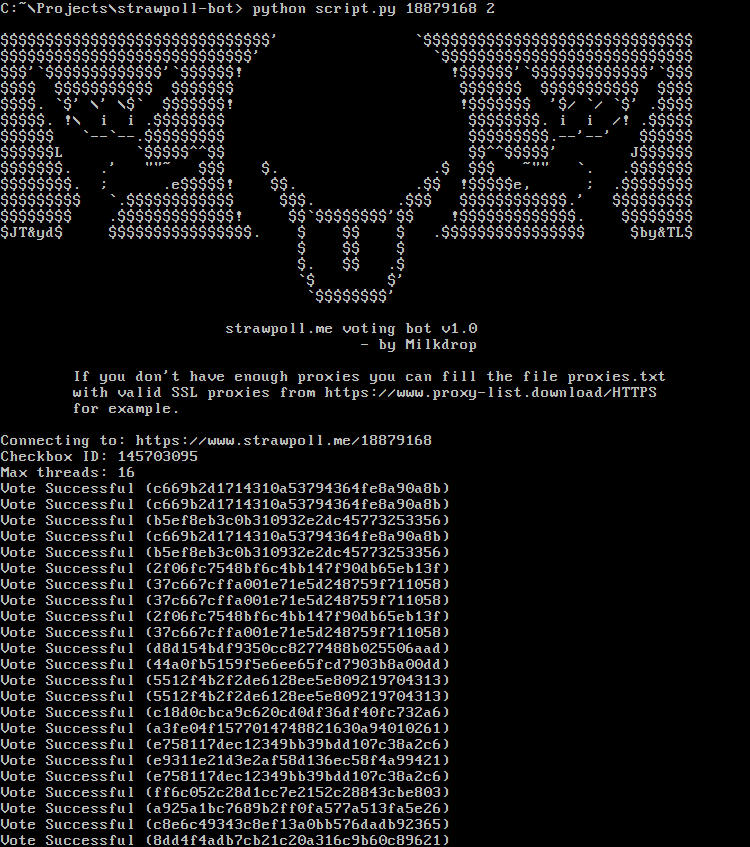 C:~\Projects\strawpoll-bot> python script.py 18879168 2
$JT&yd$
$by&TL$
strawpoll.me voting bot v1.0
- by Milkdrop
If you don't have enough proxies you can fill the file proxies.txt
with valid SSL proxies from https://www.proxy-list.download/HTTPS
for example.
Connecting to: https://www.strawpoll.me/18879168
Checkbox ID: 145703095
Max threads: 16
Vote Successful (c669b2d1714310a53794364fe8a90a8b)
Vote Successful (c669b2d1714310a53794364fe8a90a8b)
Vote Successful (b5ef8eb3c0b310932e2dc45773253356)
Vote Successful (c669b2d1714310a53794364fe8a90a8b)
Vote Successful (b5ef8eb3c0b310932e2dc45773253356)
Vote Successful (2f06fc7548bf6c4bb147f90db65eb13f)
Vote Successful (37c667cffa001e71e5d248759f711058)
Vote Successful (37c667cffa001e71e5d248759f711058)
Vote Successful (2f06fc7548bf6c4bb147f90db65eb13f)
Vote Successful (37c667cffa001e71e5d248759f711058)
Vote Successful (d8d154bdf9350cc8277488b025506aad)
Vote Successful (44a0fb5159f5e6ee65fcd7903b8a00dd)
Vote Successful (5512f4b2f2de6128ee5e809219704313)
Vote Successful (5512f4b2f2de6128ee5e809219704313)
Vote Successful (c18d0cbca9c620cd0df36df40fc732a6)
Vote Successful (a3fe04f1577014748821630a94010261)
Vote Successful (e758117dec12349bb39bdd107c38a2c6)
Vote Successful (e9311e21d3e2af58d136ec58f4a99421)
Vote Successful (e758117dec12349bb39bdd107c38a2c6)
Vote Successful (ff6c052c28d1cc7e2152c28843cbe803)
Vote Successful (a925a1bc7689b2ff0fa577a513fa5e26)
Vote Successful (c8e6c49343c8ef13a0bb576dadb92365)
Vote Successful (8dd4f4adb7cb21c20a316c9b60c89621)